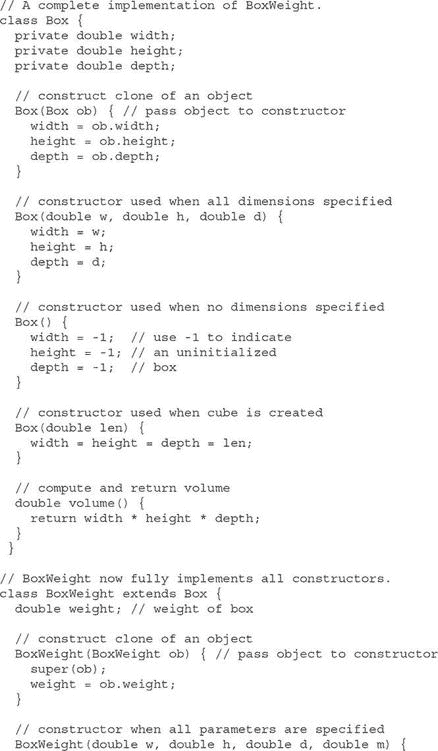 // A complete implementation of BoxWeight.
class Box {
  private double width;
  private double height;
  private double depth;

  // construct clone of an object
  Box(Box ob) { // pass object to constructor
    width = ob.width;
    height = ob.height;
    depth = ob.depth;
  }

  // constructor used when all dimensions specified
  Box(double w, double h, double d) {
    width = w;
    height = h;
    depth = d;
  }

  // constructor used when no dimensions specified
  Box() {
    width = -1;  // use -1 to indicate
    height = -1; // an uninitialized
    depth = -1;  // box
  }

  // constructor used when cube is created
  Box(double len) {
    width = height = depth = len;
  }

  // compute and return volume
  double volume() {
    return width * height * depth;
  }
 }

// BoxWeight now fully implements all constructors.
class BoxWeight extends Box {
  double weight; // weight of box

  // construct clone of an object
  BoxWeight(BoxWeight ob) { // pass object to constructor
    super(ob);
    weight = ob.weight;
  }

  // constructor when all parameters are specified
  BoxWeight(double w, double h, double d, double m) {